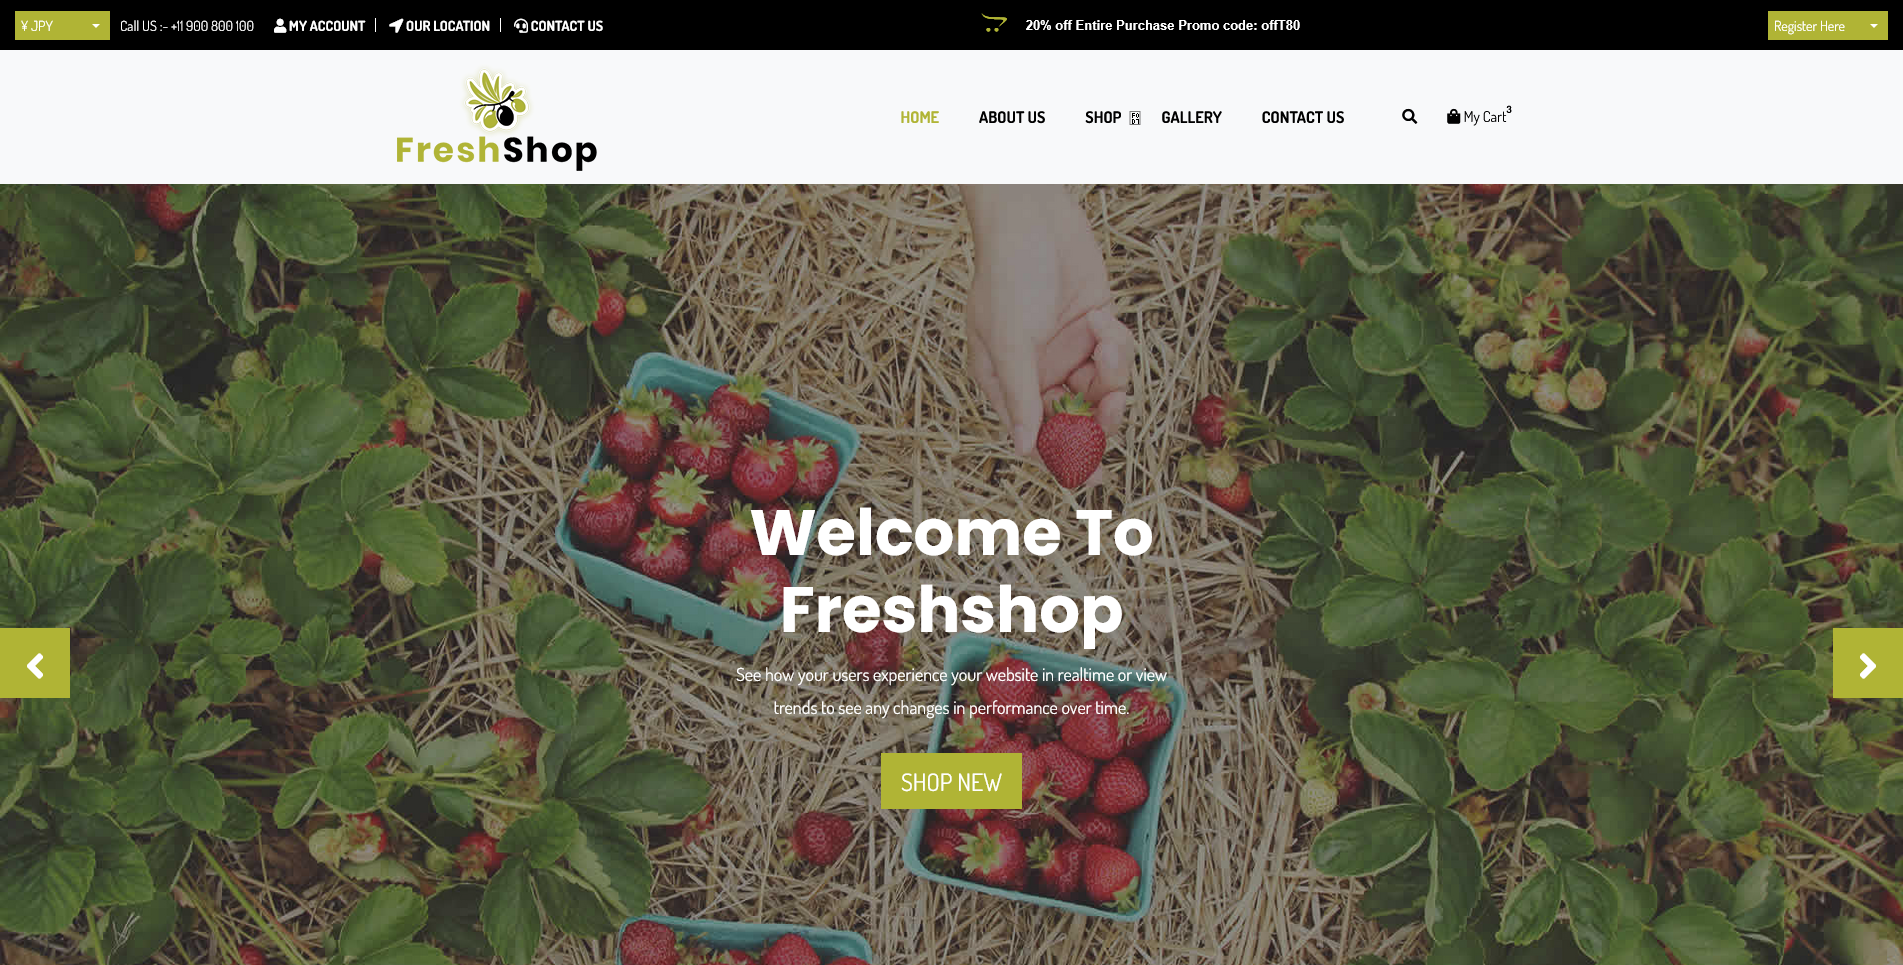 ¥ JPY
Call US :- +11 900 800 100
MY ACCOUNT
OUR LOCATION
CONTACT US
20% off Entire Purchase Promo code: offT80
Register Here
FreshShop
HOME
ABOUT US
SHOP
GALLERY
CONTACT US
My Cart 3
Welcome To
Freshshop
See how your users experience your website in realtime or view
trends to see any changes in performance over time.
SHOP NEW